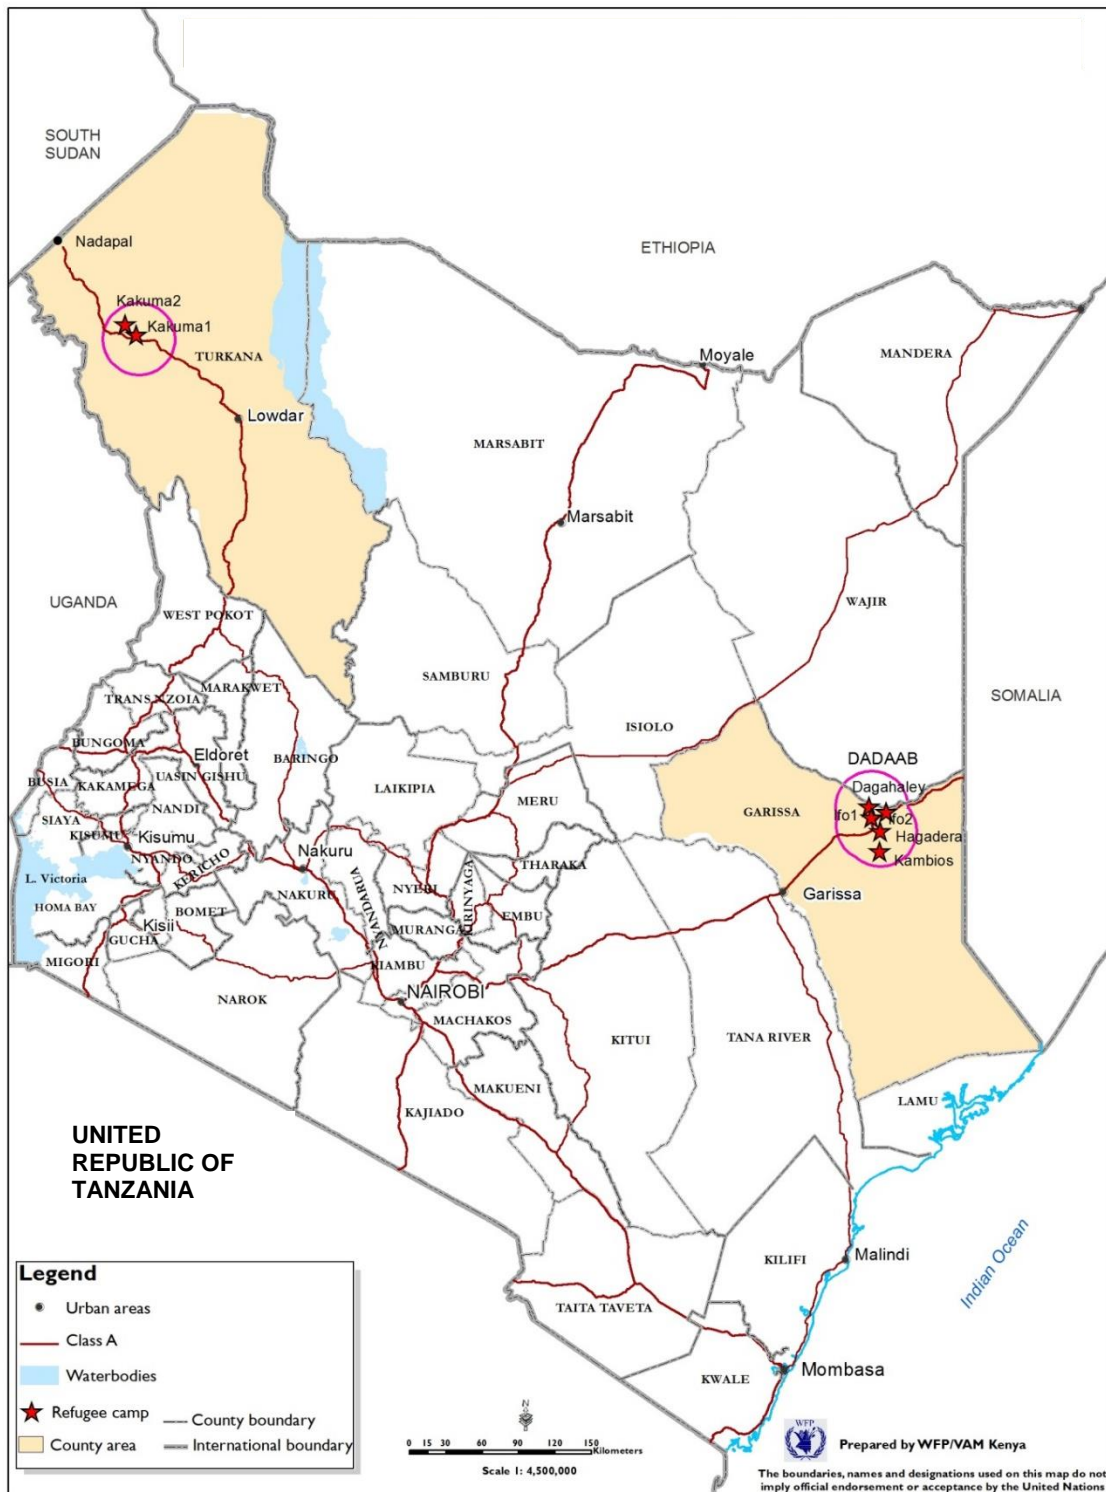 SOUTH
SUDAN
ETHIOPIA
Nadapal
Kakuma2
Kakuma1
TURKANA
Moyale
MANDERA
Lowdar
MARSABIT
Marsabit
UGANDA
WEST POKOT
WAJIR
SAMBURU
MARAKWET
TRANS NZOIA
SOMALIA
ISIOLO
BUNGOMA
Eldoret
BARINGO
DADAAB
BUSIA
KAKAMEGA
UASIN GISHU
LAIKIPIA
Dagahaley
MERU
GARISSA
NANDI
SIAYA
Ifo1
Ifo2
KISUMU
Kisumu
Hagadera
NYANDO
Nakuru
THARAKA
Kambios
L. Victoria
KERICHO
NYERI
NAKURU
NYANDARUA
KIRINYAGA
Garissa
HOMA BAY
BOMET
EMBU
Kisii
MURANGA
GUCHA
MIGORI
KIAMBU
NAROK
NAIROBI
MACHAKOS
KITUI
TANA RIVER
MAKUENI
KAJIADO
LAMU
UNITED
REPUBLIC OF
TANZANIA
Indian Ocean
KILIFI
Malindi
TAITA TAVETA
Mombasa
KWALE
Legend
Urban areas
Class A
Waterbodies
Refugee camp
County boundary
County area
International boundary
N
0 15 30 60 90 120 150
Kilometers
Scale 1: 4,500,000
WFP
Prepared by WFP/VAM Kenya
The boundaries, names and designations used on this map do not
imply official endorsement or acceptance by the United Nations